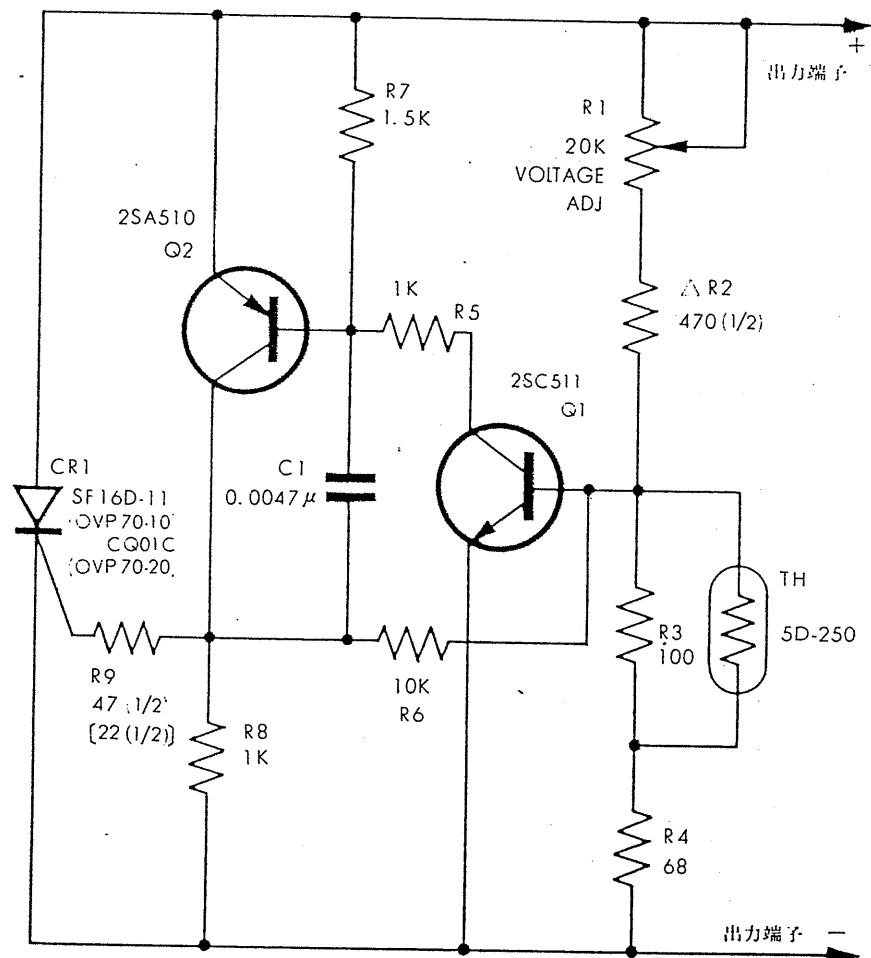 +
出力端子
R7
1.5K
R1
20K
VOLTAGE
ADJ
2SA510
Q2
1K
R5
△ R2
470 (1/2)
2SC511
Q1
CR1
SF16D-11
(OVP70-10)
CQ01C
(OVP70-20)
C1
0.0047μ
TH
5D-250
R3
100
R9
47 (1/2)
[22 (1/2)]
10K
R6
R8
1K
R4
68
出力端子 −